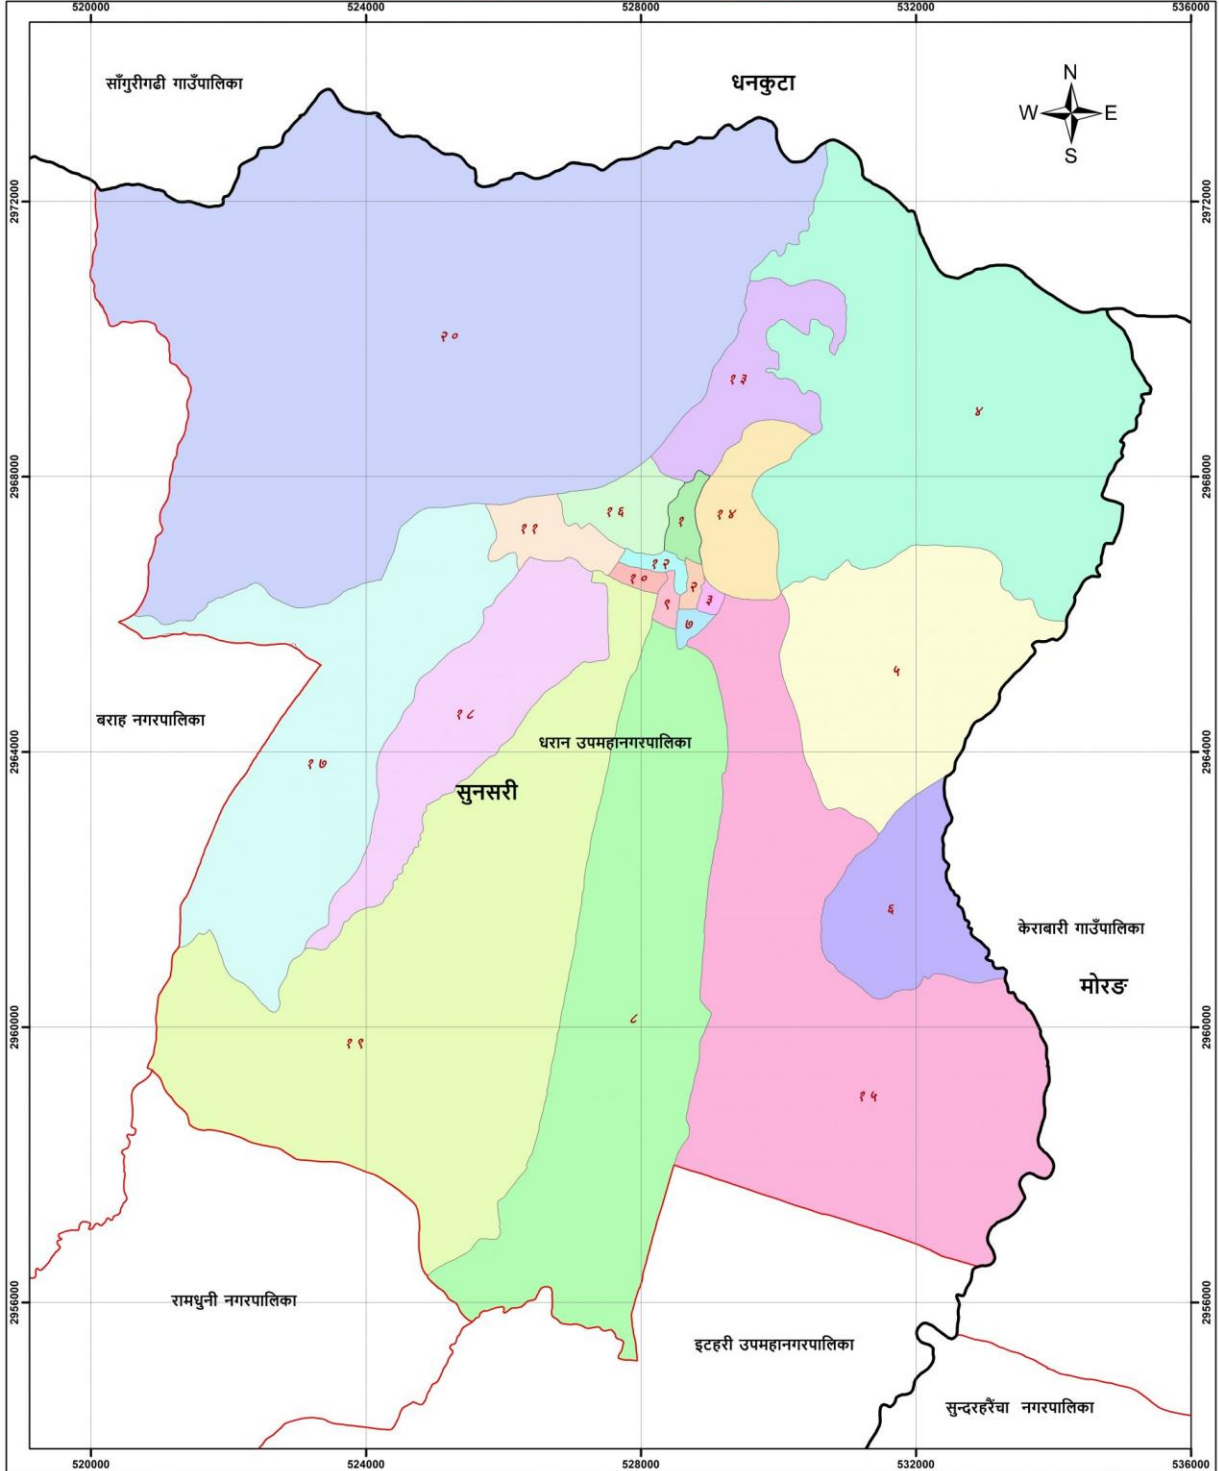 520000 524000 528000 532000 536000
साँगुरीगढी गाउँपालिका
धनकुटा
N
W E
S
2972000 2972000
२०
१३
४
2968000 2968000
१६
१
१४
११
१२
१०
२
९
३
७
५
१८
बराह नगरपालिका
धरान उपमहानगरपालिका
2964000 2964000
१७
सुनसरी
६
केराबारी गाउँपालिका
मोरङ
८
2960000 2960000
१९
१५
रामधुनी नगरपालिका
2956000 2956000
इटहरी उपमहानगरपालिका
सुन्दरहरैंचा नगरपालिका
520000 524000 528000 532000 536000